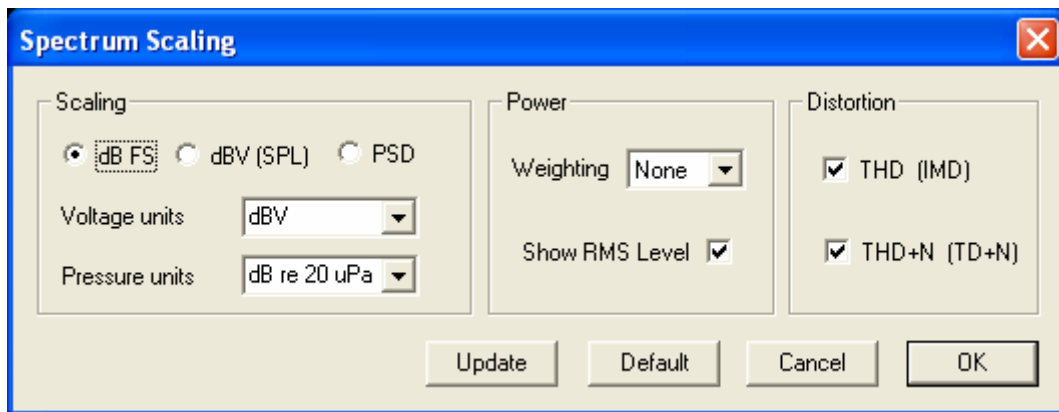 Spectrum Scaling
Scaling
dB FS dBV (SPL) PSD
Voltage units dBV
Pressure units dB re 20 uPa
Power
Weighting None
Show RMS Level
Distortion
THD (IMD)
THD+N (TD+N)
Update Default Cancel OK